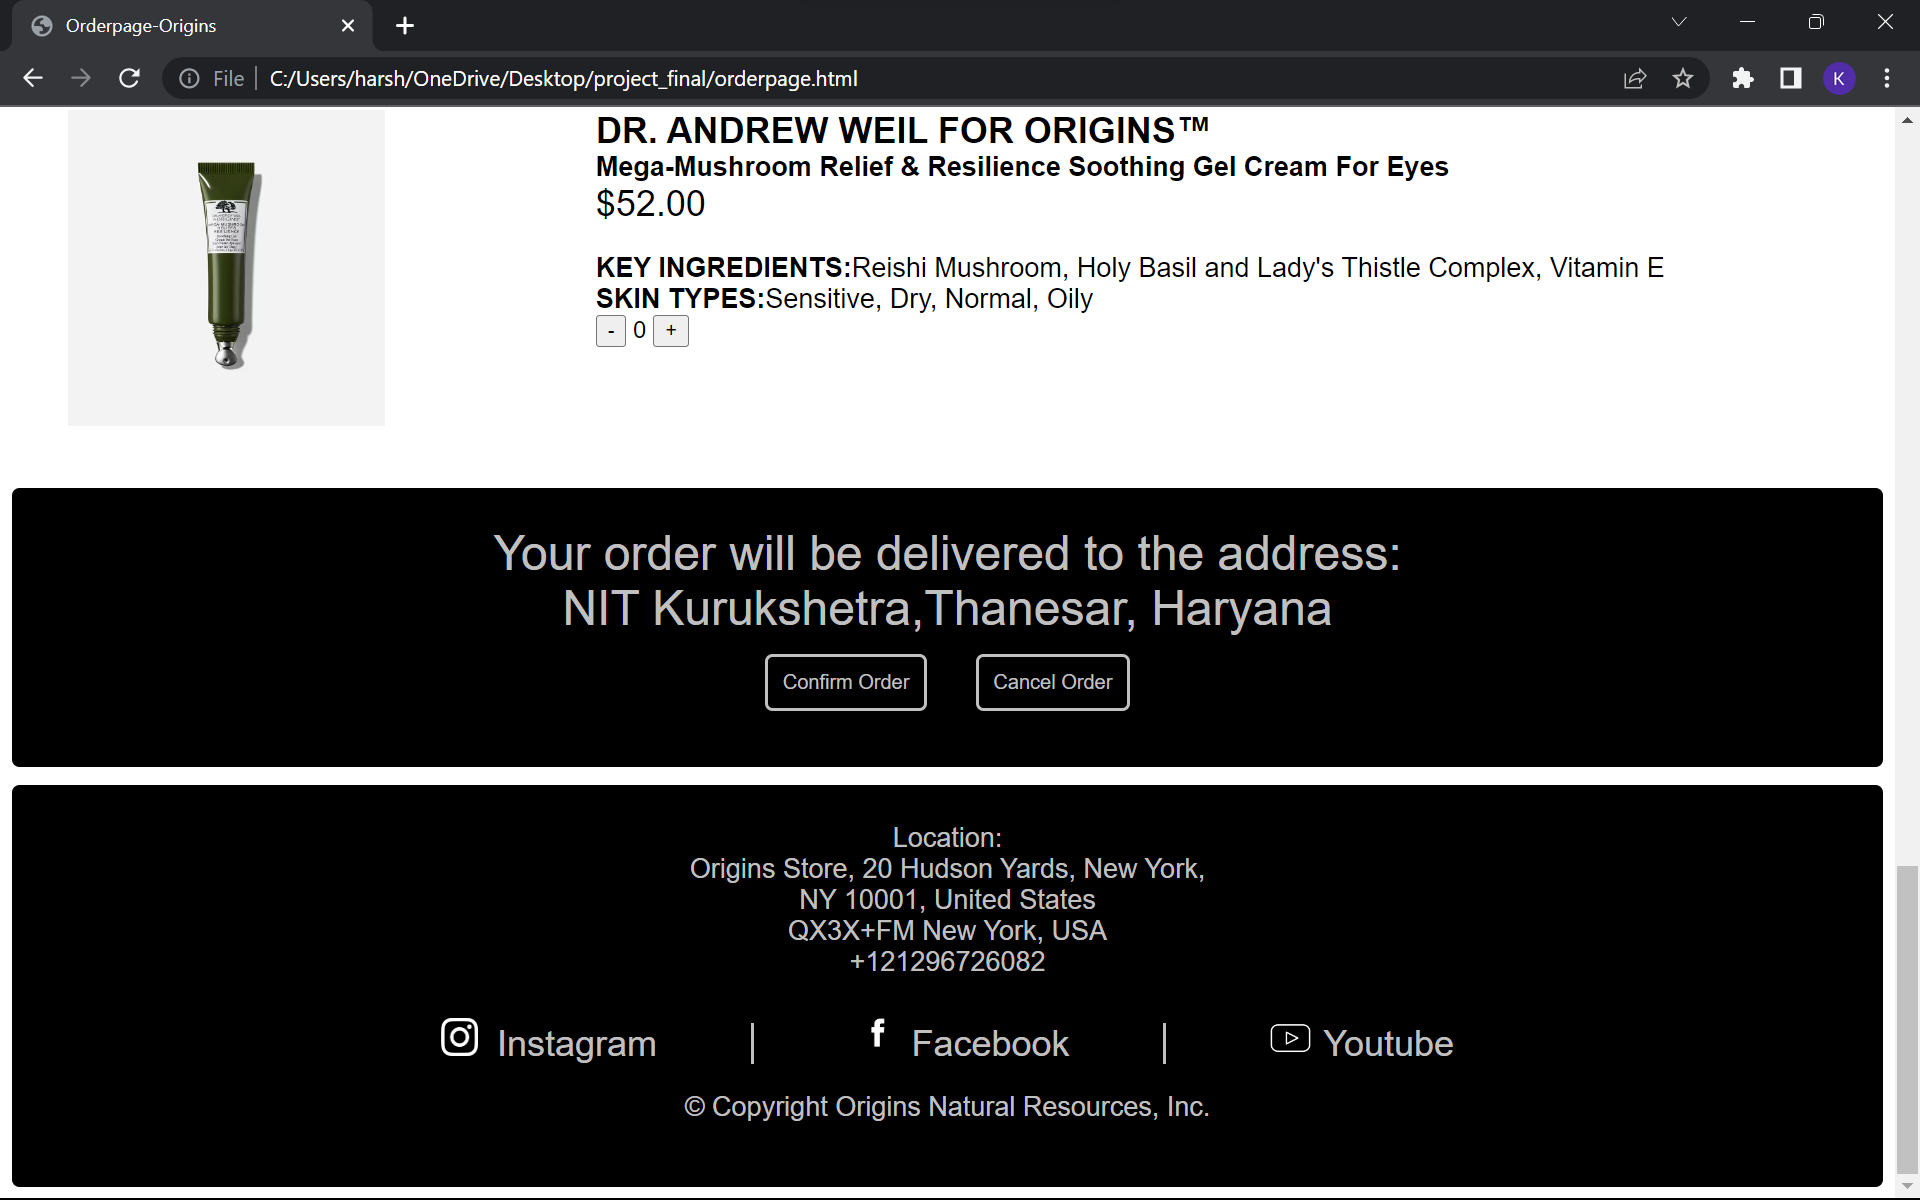 Orderpage-Origins
File
C:/Users/harsh/OneDrive/Desktop/project_final/orderpage.html
K
DR. ANDREW WEIL FOR ORIGINS™
Mega-Mushroom Relief & Resilience Soothing Gel Cream For Eyes
$52.00
KEY INGREDIENTS:Reishi Mushroom, Holy Basil and Lady's Thistle Complex, Vitamin E
SKIN TYPES:Sensitive, Dry, Normal, Oily
- 0 +
Your order will be delivered to the address:
NIT Kurukshetra,Thanesar, Haryana
Confirm Order
Cancel Order
Location:
Origins Store, 20 Hudson Yards, New York,
NY 10001, United States
QX3X+FM New York, USA
+121296726082
Instagram | Facebook | Youtube
© Copyright Origins Natural Resources, Inc.